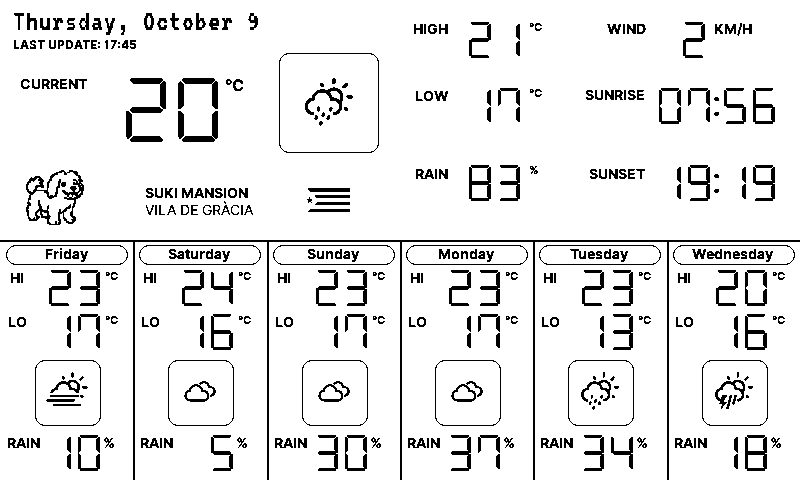 Thursday, October 9
LAST UPDATE: 17:45
CURRENT 20 °C
SUKI MANSION
VILA DE GRÀCIA
HIGH 21 °C
LOW 17 °C
RAIN 83 %
WIND 2 KM/H
SUNRISE 07:56
SUNSET 19:19
Friday
HI 23 °C
LO 17 °C
RAIN 10 %
Saturday
HI 24 °C
LO 16 °C
RAIN 5 %
Sunday
HI 23 °C
LO 17 °C
RAIN 30 %
Monday
HI 23 °C
LO 17 °C
RAIN 37 %
Tuesday
HI 23 °C
LO 13 °C
RAIN 34 %
Wednesday
HI 20 °C
LO 16 °C
RAIN 18 %